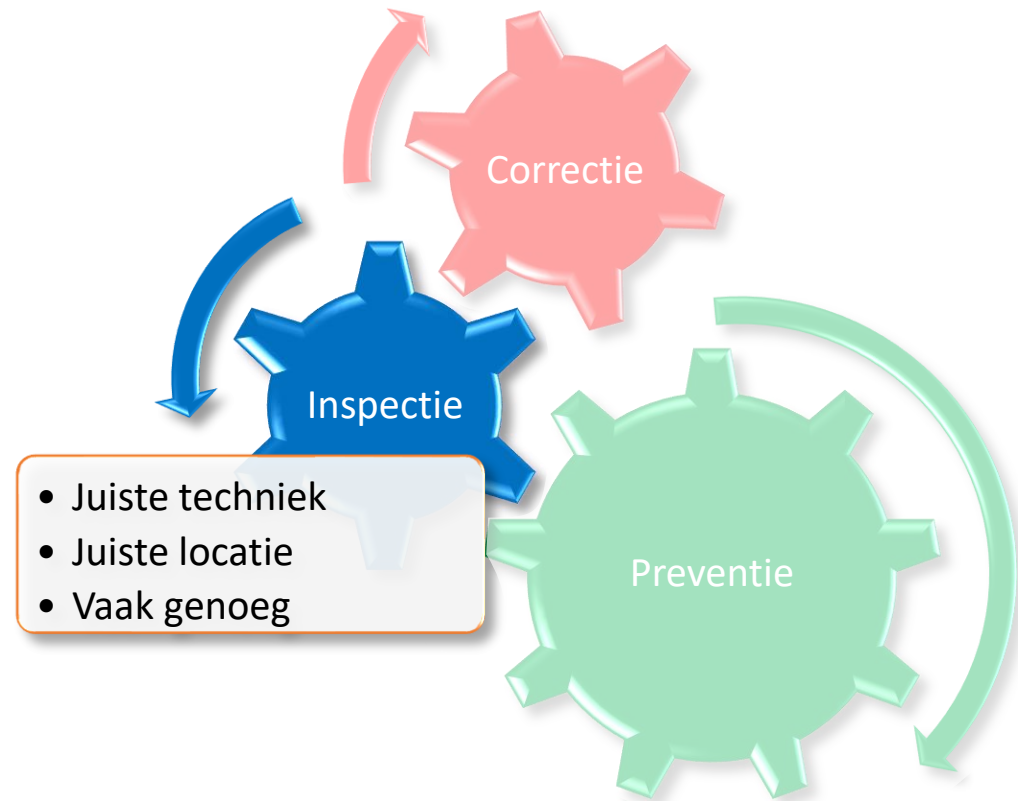 Correctie
Inspectie
• Juiste techniek
• Juiste locatie
• Vaak genoeg
Preventie